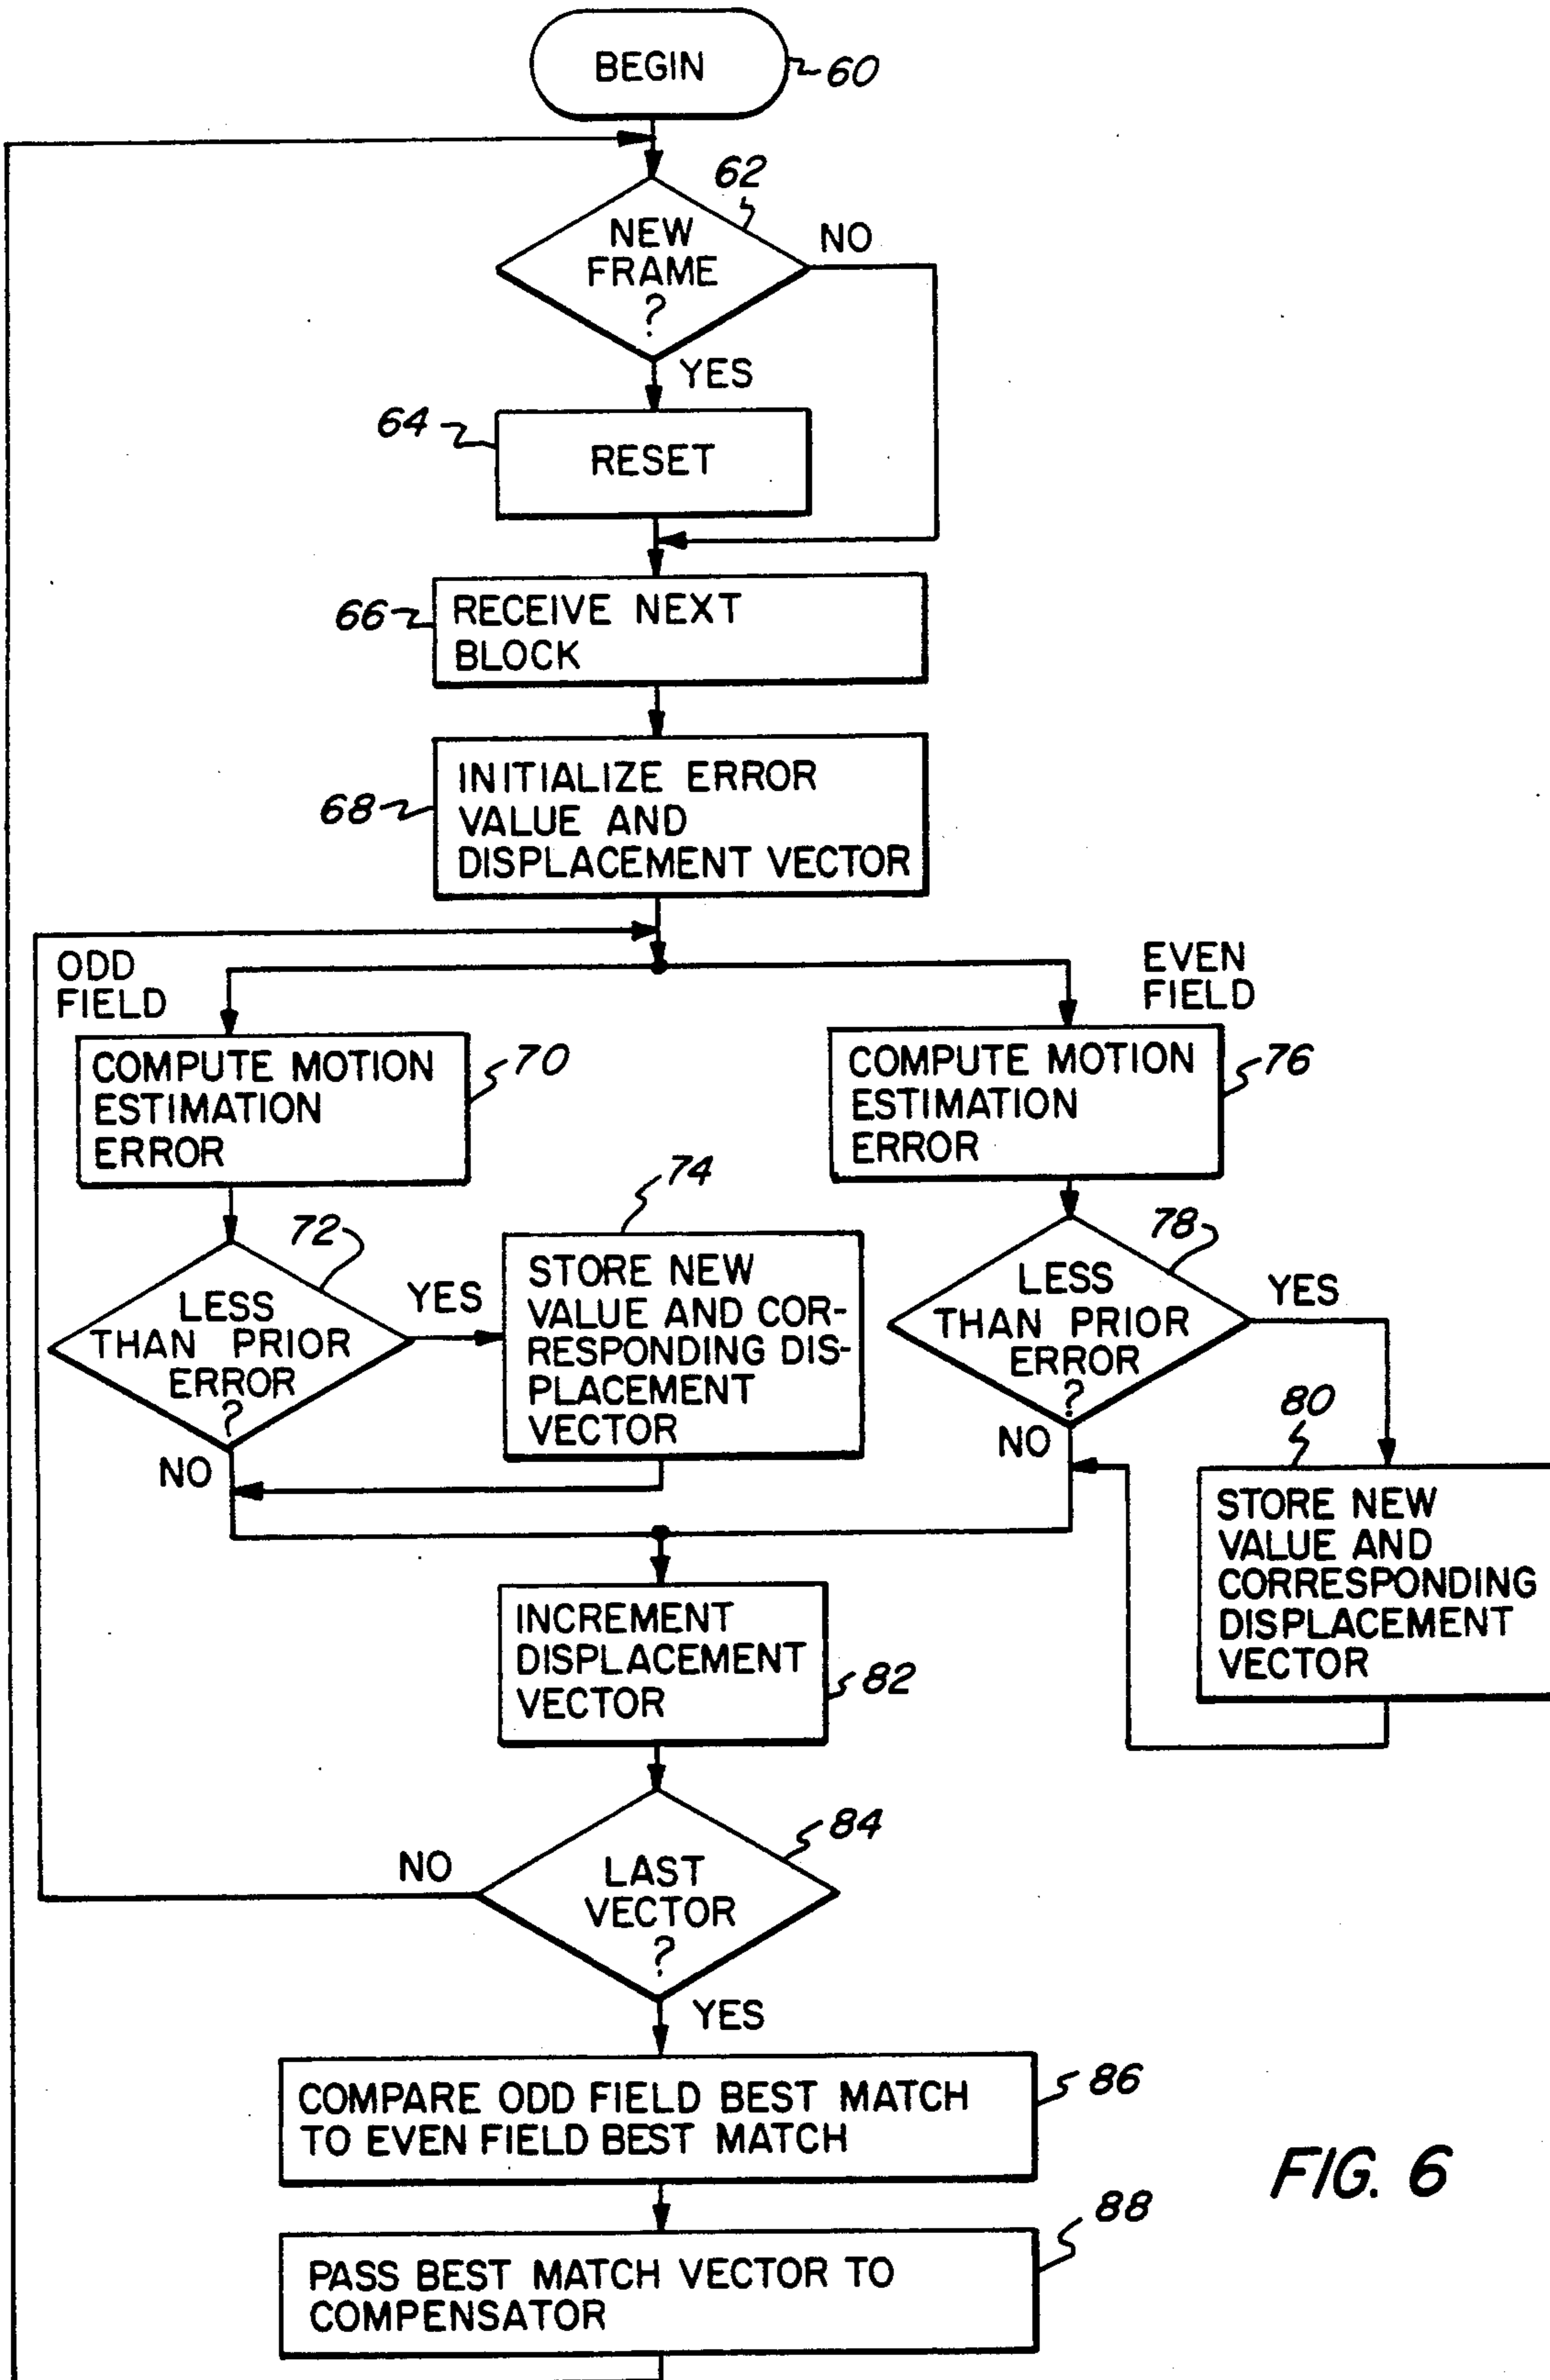 BEGIN
60
62
NEW
FRAME
?
NO
YES
64
RESET
66
RECEIVE NEXT
BLOCK
68
INITIALIZE ERROR
VALUE AND
DISPLACEMENT VECTOR
ODD
FIELD
EVEN
FIELD
COMPUTE MOTION
ESTIMATION
ERROR
70
COMPUTE MOTION
ESTIMATION
ERROR
76
72
LESS
THAN PRIOR
ERROR
?
YES
NO
74
STORE NEW
VALUE AND COR-
RESPONDING DIS-
PLACEMENT
VECTOR
78
LESS
THAN PRIOR
ERROR
?
YES
NO
80
STORE NEW
VALUE AND
CORRESPONDING
DISPLACEMENT
VECTOR
INCREMENT
DISPLACEMENT
VECTOR
82
84
NO
LAST
VECTOR
?
YES
COMPARE ODD FIELD BEST MATCH
TO EVEN FIELD BEST MATCH
86
PASS BEST MATCH VECTOR TO
COMPENSATOR
88
FIG. 6